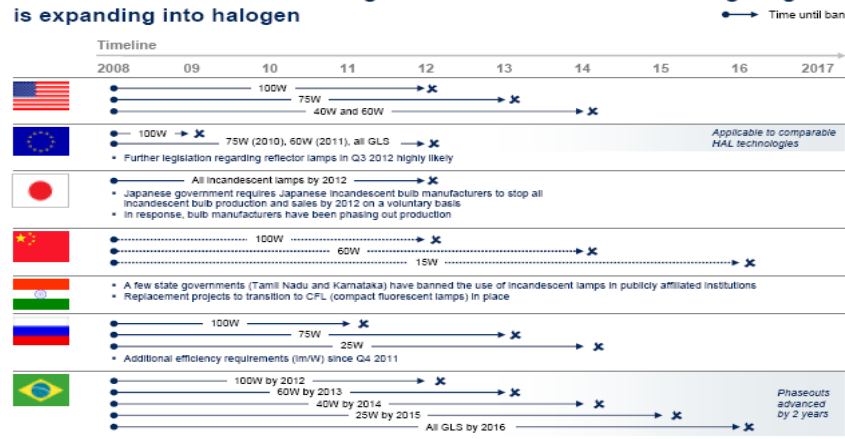 is expanding into halogen
Time until ban
Timeline
2008 09 10 11 12 13 14 15 16 2017
100W
75W
40W and 60W
100W
75W (2010), 60W (2011), all GLS
Applicable to comparable
HAL technologies
▪ Further legislation regarding reflector lamps in Q3 2012 highly likely
All incandescent lamps by 2012
▪ Japanese government requires Japanese incandescent bulb manufacturers to stop all
incandescent bulb production and sales by 2012 on a voluntary basis
▪ In response, bulb manufacturers have been phasing out production
100W
60W
15W
▪ A few state governments (Tamil Nadu and Karnataka) have banned the use of incandescent lamps in publicly affiliated institutions
▪ Replacement projects to transition to CFL (compact fluorescent lamps) in place
100W
75W
25W
▪ Additional efficiency requirements (lm/W) since Q4 2011
100W by 2012
60W by 2013
40W by 2014
25W by 2015
All GLS by 2016
Phaseouts
advanced
by 2 years